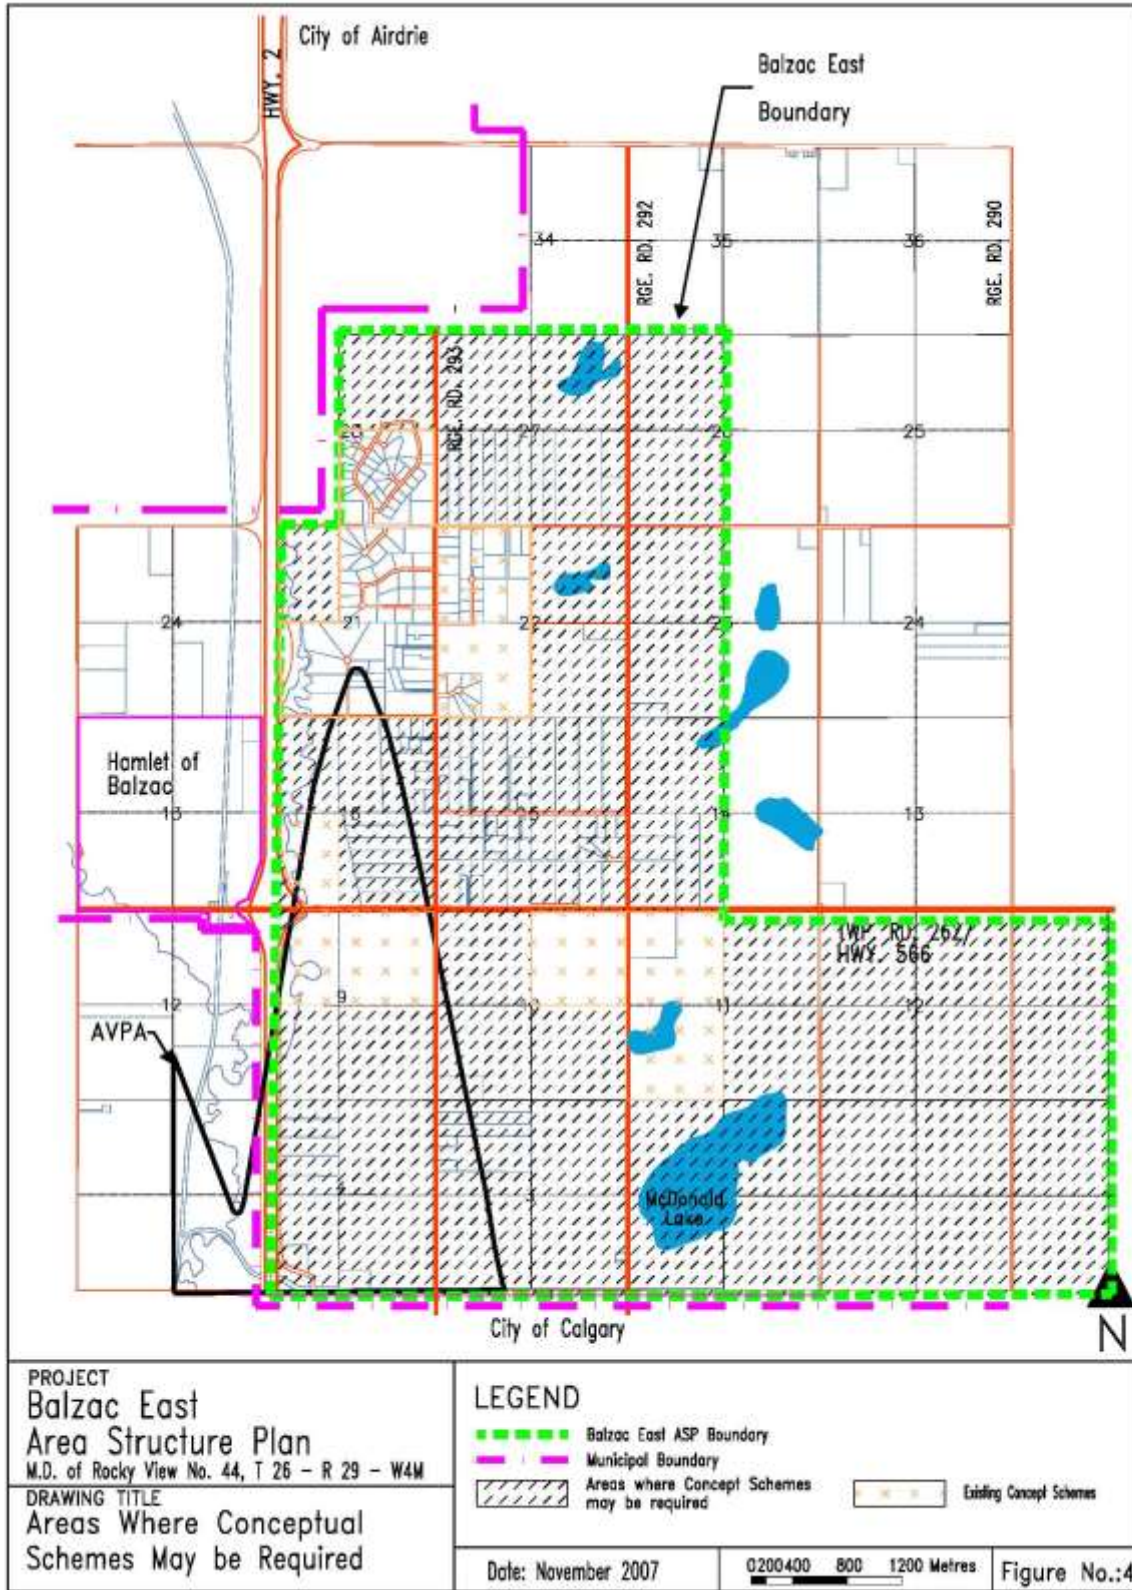 City of Airdrie
HWY. 2
Balzac East
Boundary
34
35
36
RGE. RD. 292
RGE. RD. 290
RGE. RD. 293
28
27
26
25
24
21
22
23
24
Hamlet of
Balzac
13
16
15
14
13
TWP. RD. 262/
HWY. 566
12
9
10
11
12
AVPA
4
3
McDonald
Lake
City of Calgary
N
PROJECT
Balzac East
Area Structure Plan
M.D. of Rocky View No. 44, T 26 - R 29 - W4M
DRAWING TITLE
Areas Where Conceptual
Schemes May be Required
LEGEND
Balzac East ASP Boundary
Municipal Boundary
Areas where Concept Schemes
may be required
Existing Concept Schemes
Date: November 2007
0200400 800 1200 Metres
Figure No.:4